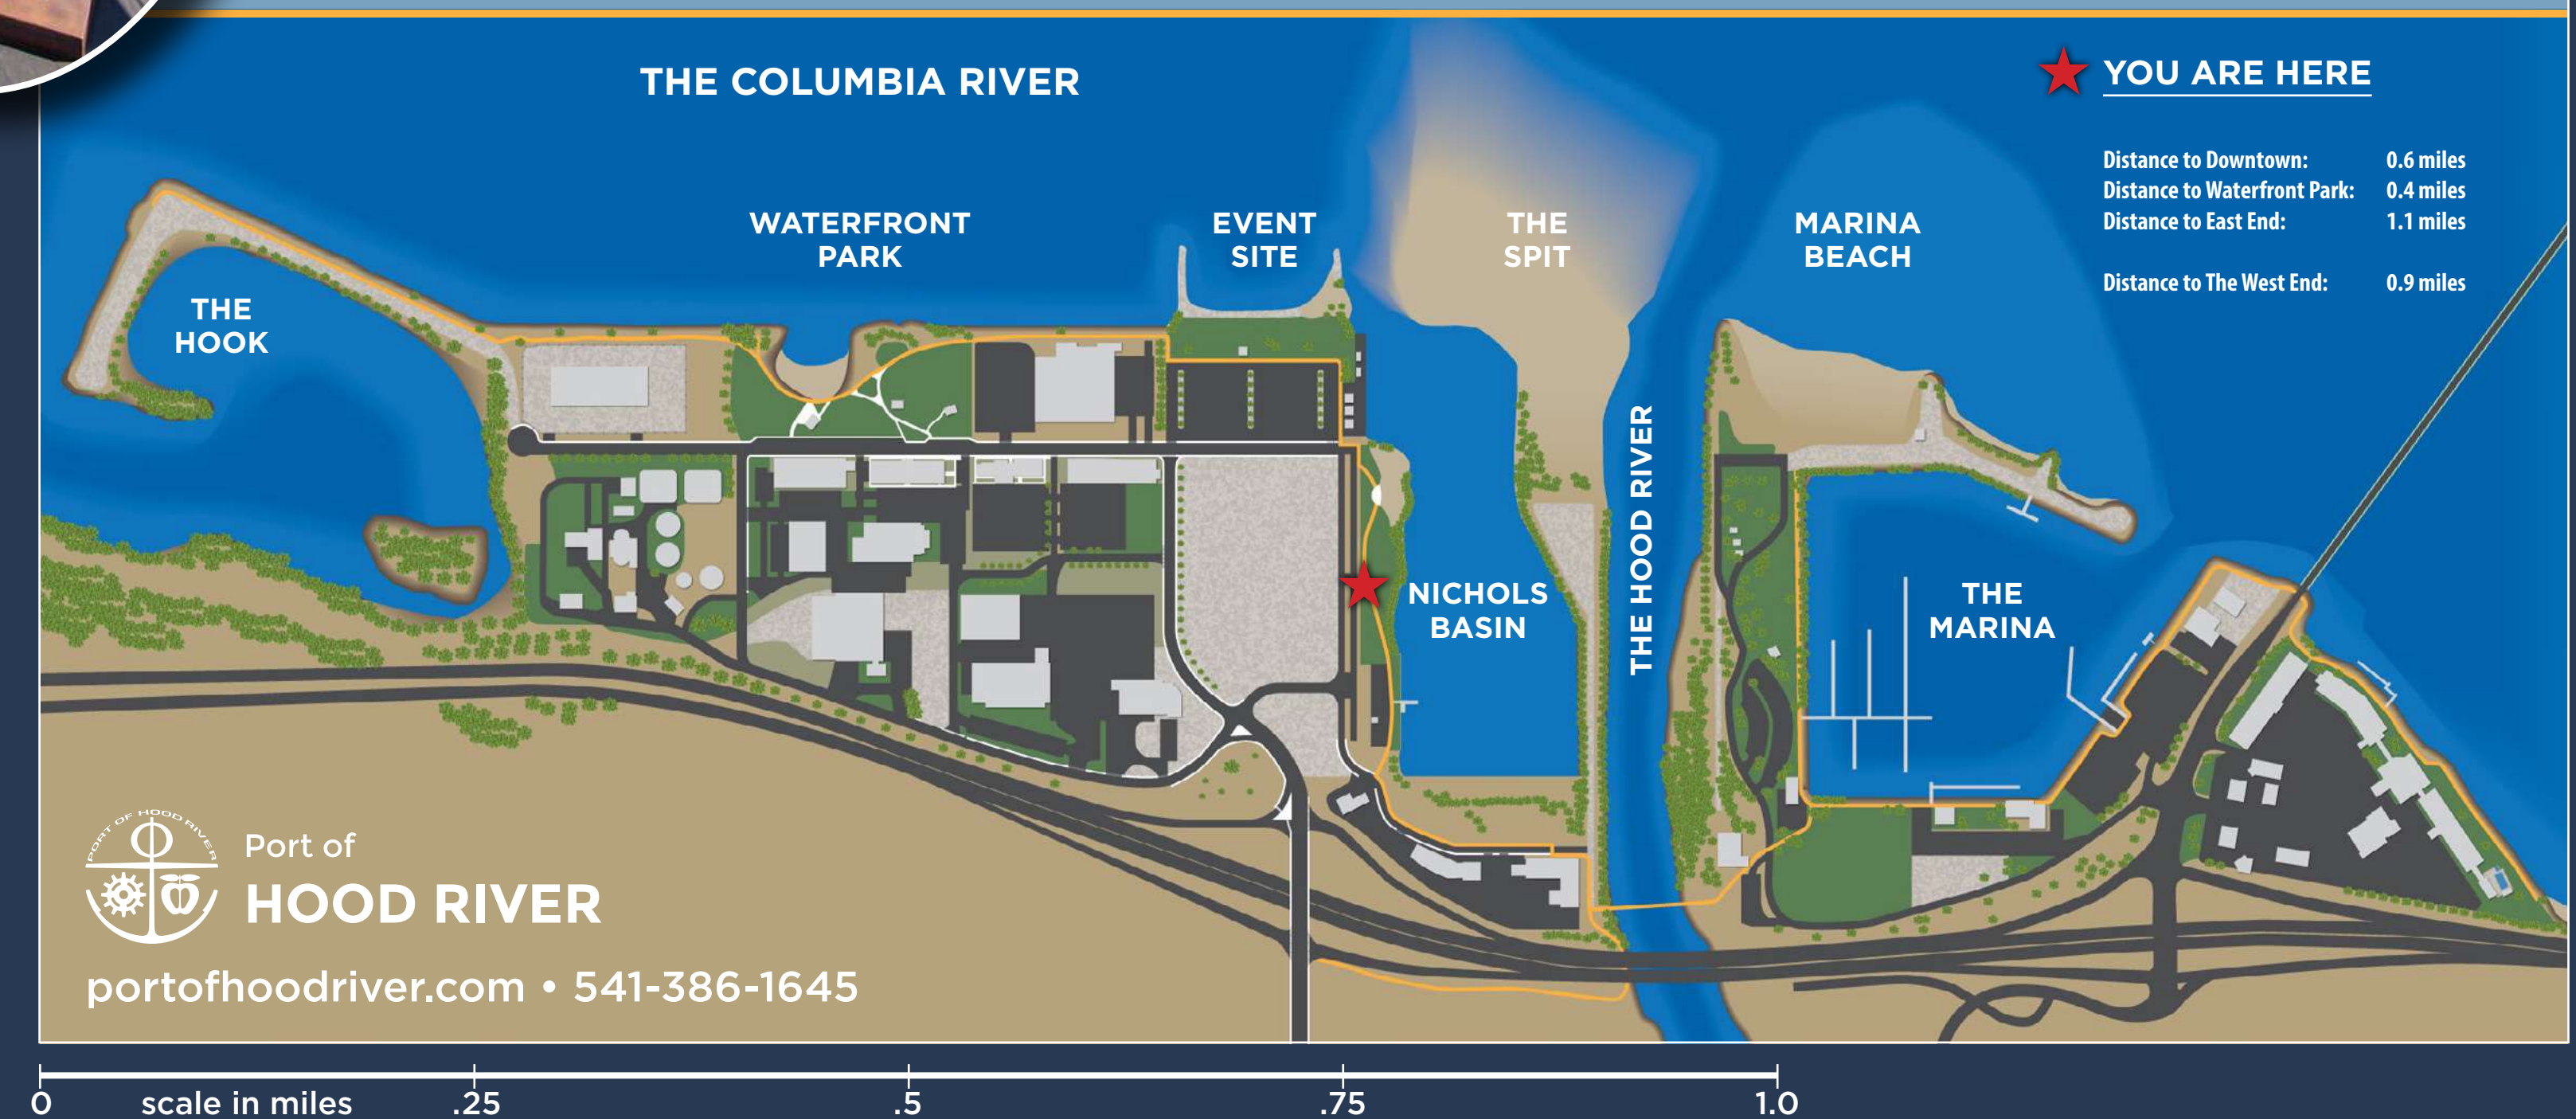 THE COLUMBIA RIVER
YOU ARE HERE
Distance to Downtown: 0.6 miles
Distance to Waterfront Park: 0.4 miles
Distance to East End: 1.1 miles
Distance to The West End: 0.9 miles
WATERFRONT
PARK
EVENT
SITE
THE
SPIT
MARINA
BEACH
THE
HOOK
THE HOOD RIVER
NICHOLS
BASIN
THE
MARINA
PORT OF HOOD RIVER
Port of
HOOD RIVER
portofhoodriver.com • 541-386-1645
0 scale in miles .25 .5 .75 1.0